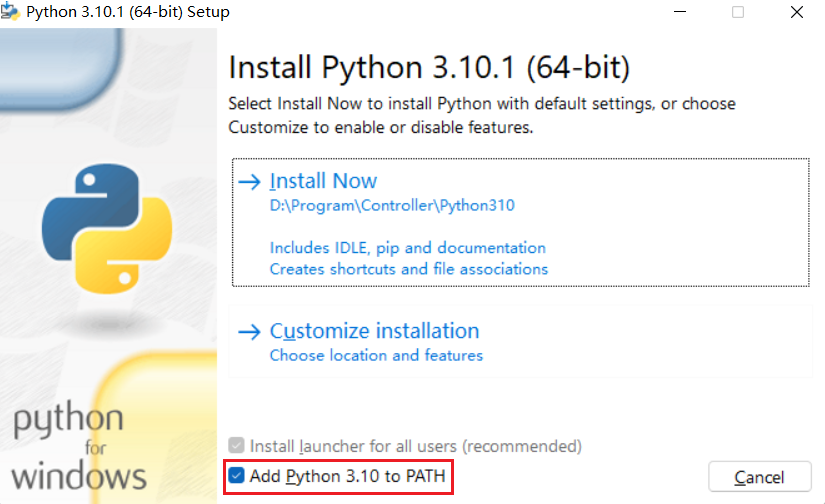 Python 3.10.1 (64-bit) Setup
Install Python 3.10.1 (64-bit)
Select Install Now to install Python with default settings, or choose
Customize to enable or disable features.
Install Now
D:\Program\Controller\Python310
Includes IDLE, pip and documentation
Creates shortcuts and file associations
Customize installation
Choose location and features
python
for
windows
Install launcher for all users (recommended)
Add Python 3.10 to PATH
Cancel